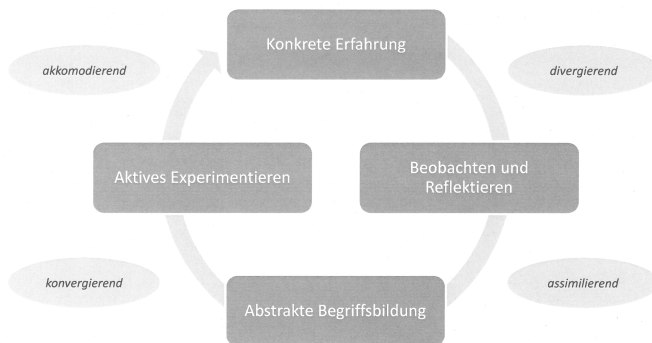 Konkrete Erfahrung
akkomodierend
divergierend
Aktives Experimentieren
Beobachten und
Reflektieren
konvergierend
assimilierend
Abstrakte Begriffsbildung